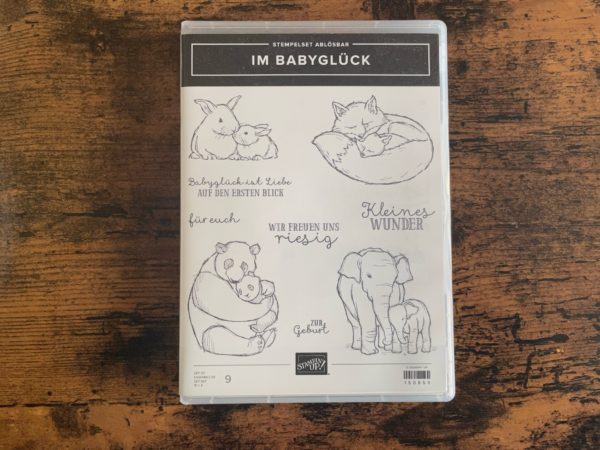 STEMPELSET ABLÖSBAR
IM BABYGLÜCK
Babyglück ist Liebe
AUF DEN ERSTEN BLICK
für euch
WIR FREUEN UNS
riesig
Kleines
WUNDER
ZUR
Geburt
STAMPIN'
UP!
9